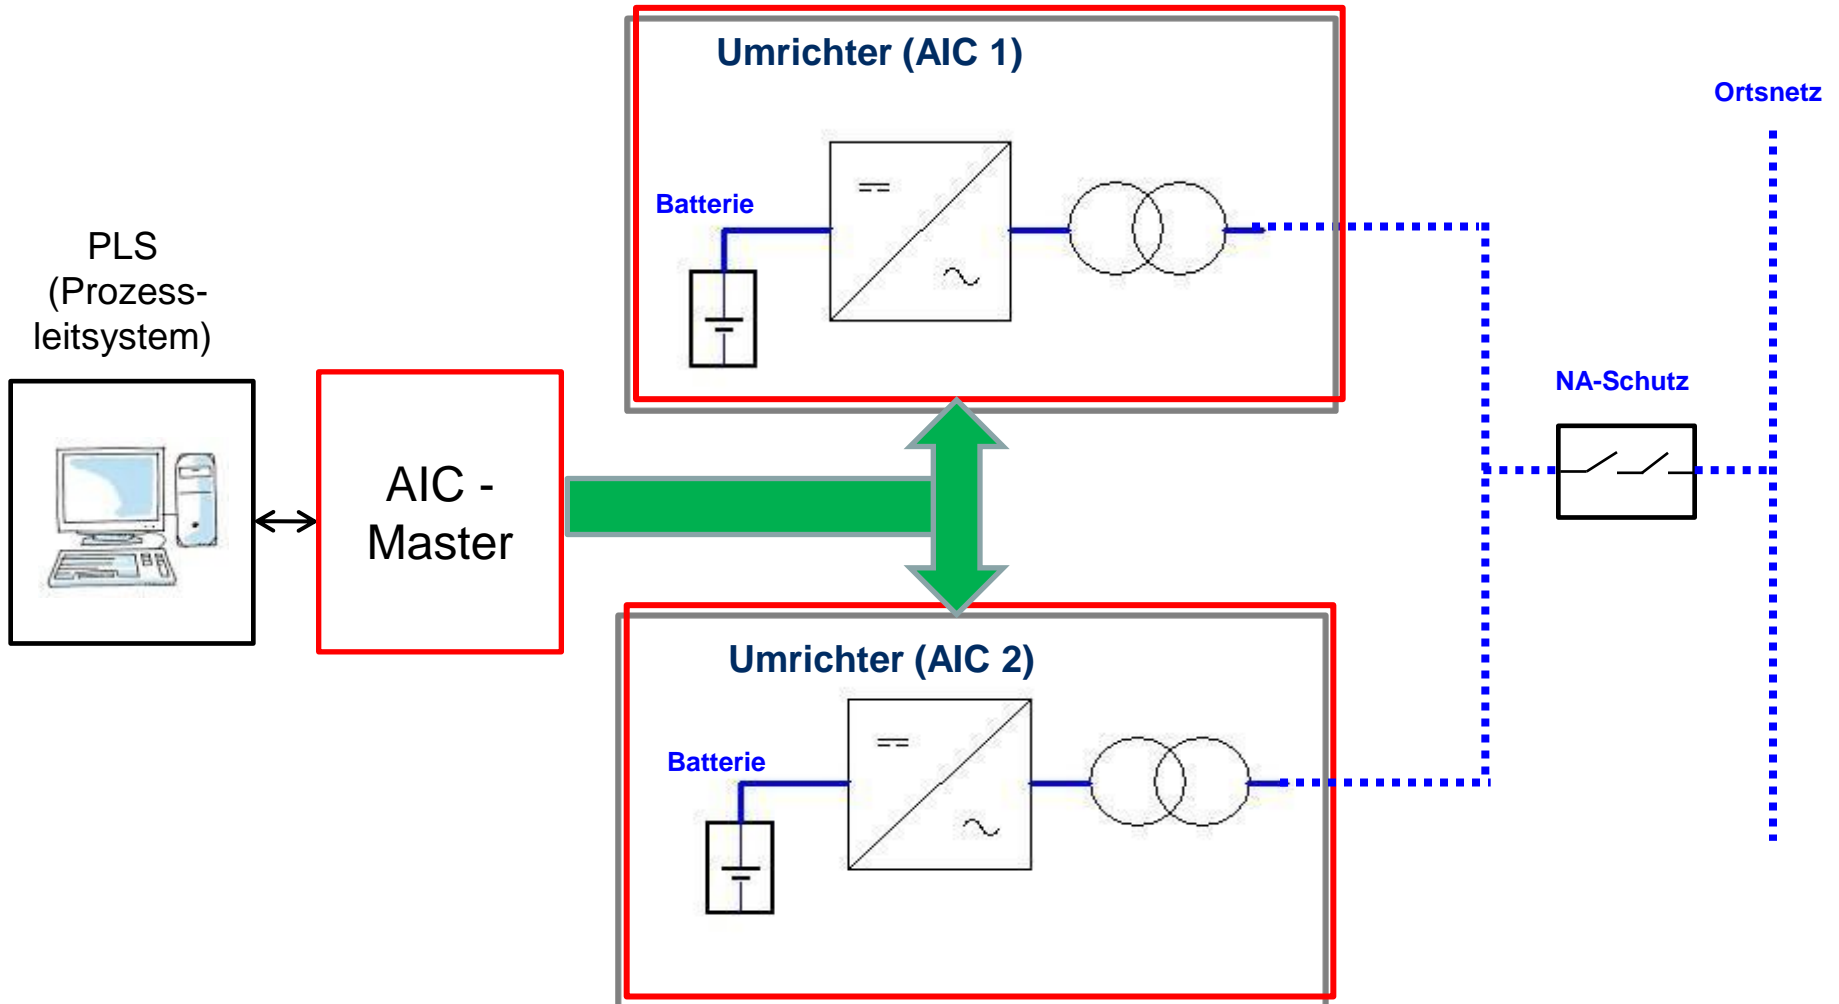 Umrichter (AIC 1)
Ortsnetz
Batterie
PLS
(Prozess-
leitsystem)
NA-Schutz
AIC -
Master
Umrichter (AIC 2)
Batterie